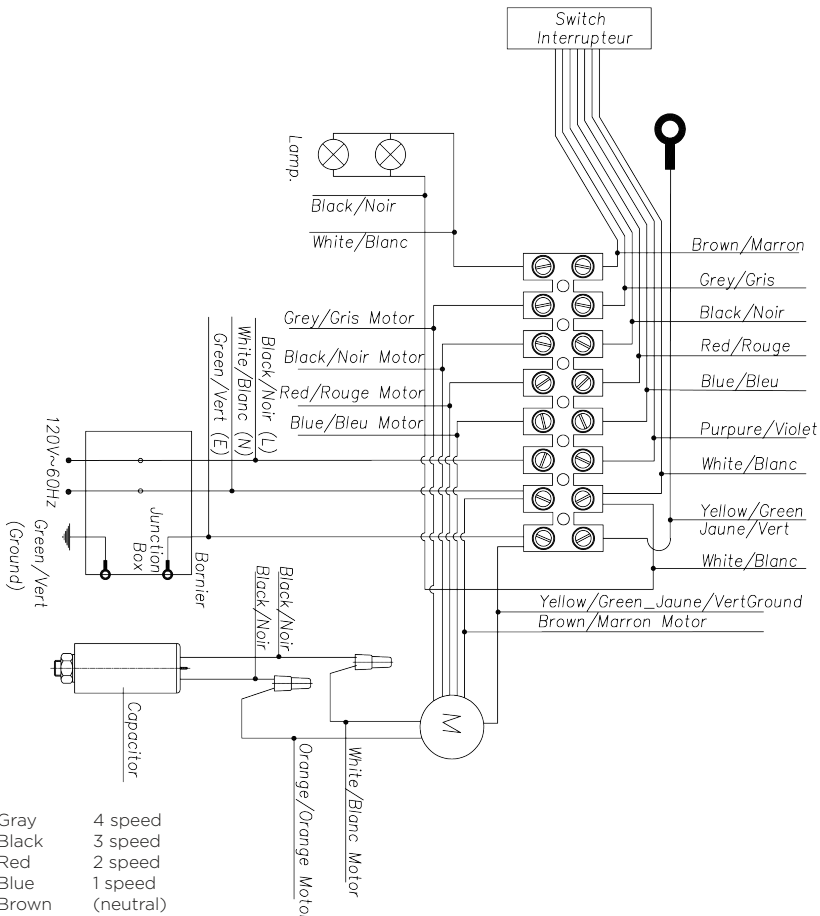 Switch
Interrupteur
Lamp.
Black/Noir
White/Blanc
Brown/Marron
Grey/Gris
Black/Noir
Red/Rouge
Blue/Bleu
Purpure/Violet
White/Blanc
Yellow/Green
Jaune/Vert
White/Blanc
Grey/Gris Motor
Black/Noir Motor
Red/Rouge Motor
Blue/Bleu Motor
Black/Noir (L)
White/Blanc (N)
Green/Vert (E)
120V~60Hz
Green/Vert
(Ground)
Junction
Box
Bornier
Yellow/Green_Jaune/VertGround
Brown/Marron Motor
Black/Noir
Black/Noir
Capacitor
M
White/Blanc Motor
Orange/Orange Motor
Gray 4 speed
Black 3 speed
Red 2 speed
Blue 1 speed
Brown (neutral)